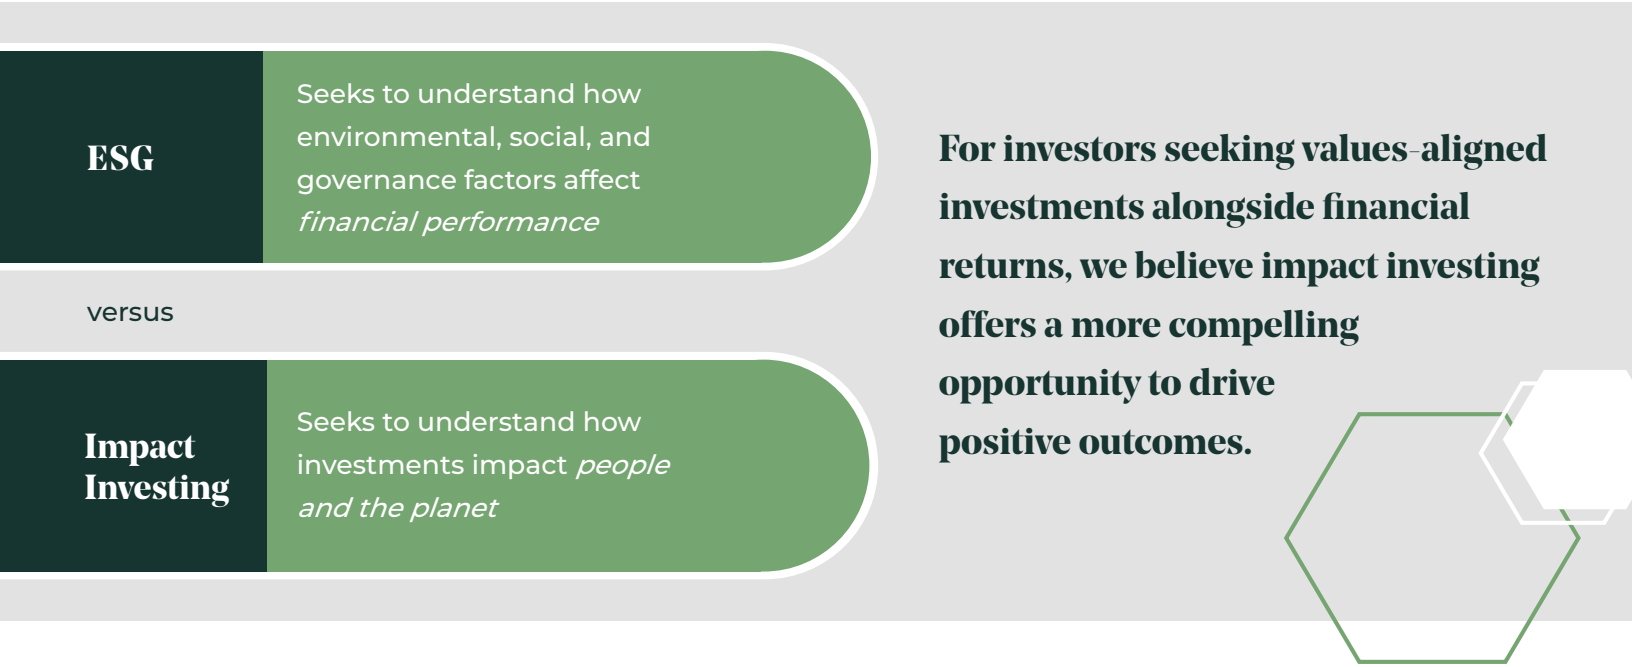 ESG
Seeks to understand how
environmental, social, and
governance factors affect
financial performance
versus
Impact
Investing
Seeks to understand how
investments impact people
and the planet
For investors seeking values-aligned
investments alongside financial
returns, we believe impact investing
offers a more compelling
opportunity to drive
positive outcomes.